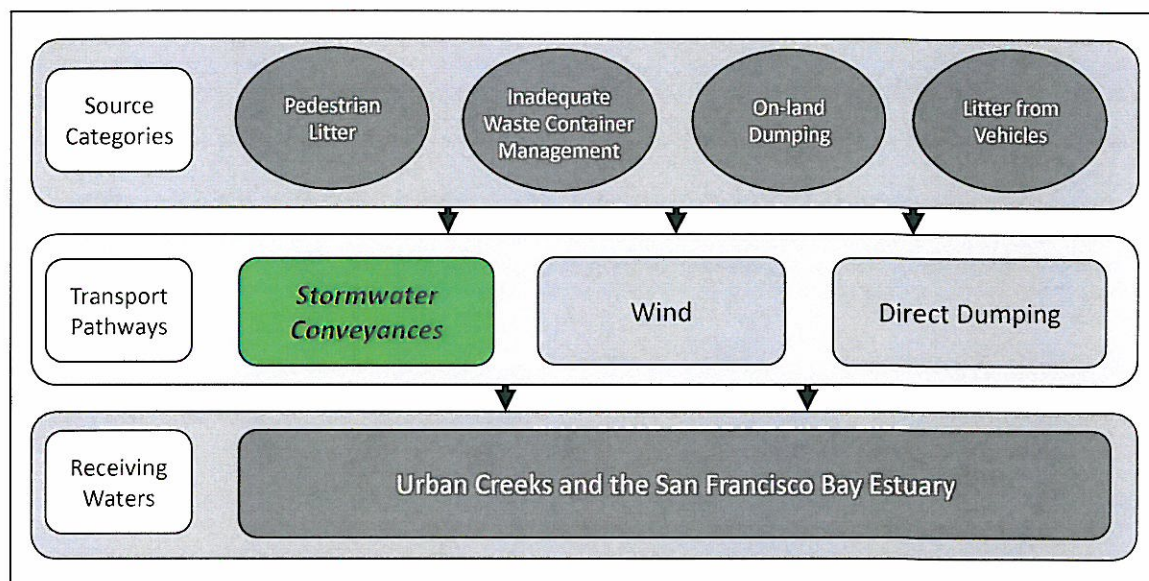 Source
Categories
Pedestrian
Litter
Inadequate
Waste Container
Management
On-land
Dumping
Litter from
Vehicles
Transport
Pathways
Stormwater
Conveyances
Wind
Direct Dumping
Receiving
Waters
Urban Creeks and the San Francisco Bay Estuary